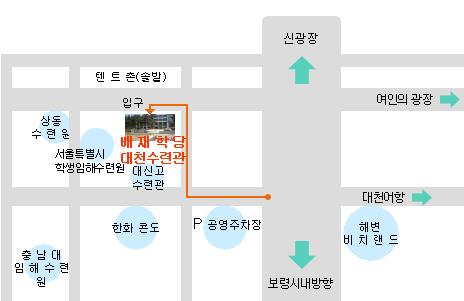 신광장
텐 트 촌(솔밭)
여인의 광장
입구
상동
수 련 원
배 재 학 당
대천수련관
서울특별시
학생임해수련원
대신고
수련관
대천어항
한화 콘도
P 공영주차장
해변
비 치 랜 드
충 남 대
임 해 수 련
원
보령시내방향